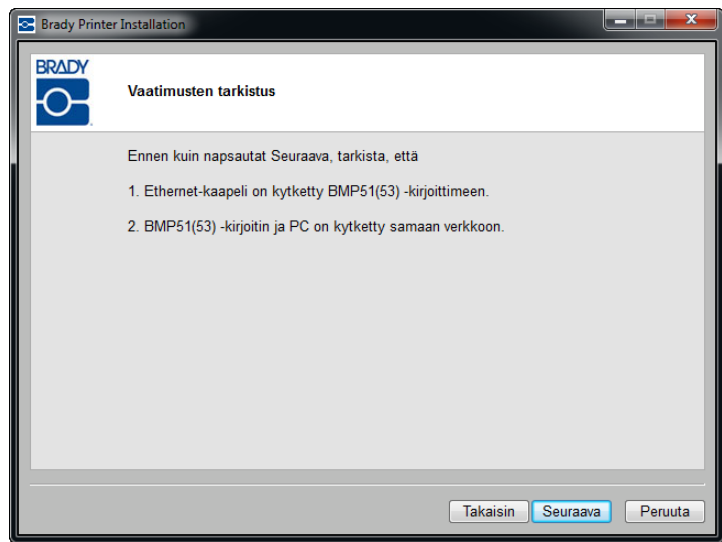 Brady Printer Installation
BRADY
Vaatimusten tarkistus
Ennen kuin napsautat Seuraava, tarkista, että
1. Ethernet-kaapeli on kytketty BMP51(53) -kirjoittimeen.
2. BMP51(53) -kirjoitin ja PC on kytketty samaan verkkoon.
Takaisin Seuraava Peruuta